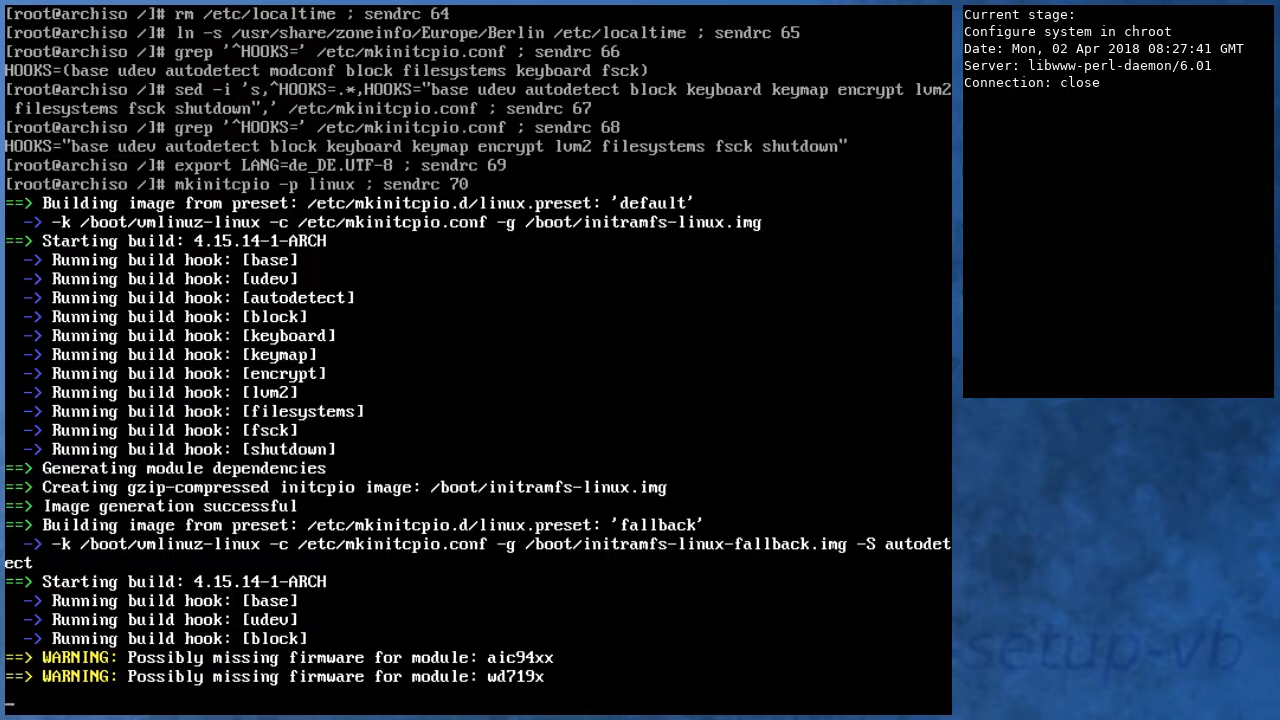 [root@archiso /]# rm /etc/localtime ; sendrc 64
[root@archiso /]# ln -s /usr/share/zoneinfo/Europe/Berlin /etc/localtime ; sendrc 65
[root@archiso /]# grep '^HOOKS=' /etc/mkinitcpio.conf ; sendrc 66
HOOKS=(base udev autodetect modconf block filesystems keyboard fsck)
[root@archiso /]# sed -i 's,^HOOKS=.*,HOOKS="base udev autodetect block keyboard keymap encrypt lvm2
 filesystems fsck shutdown",' /etc/mkinitcpio.conf ; sendrc 67
[root@archiso /]# grep '^HOOKS=' /etc/mkinitcpio.conf ; sendrc 68
HOOKS="base udev autodetect block keyboard keymap encrypt lvm2 filesystems fsck shutdown"
[root@archiso /]# export LANG=de_DE.UTF-8 ; sendrc 69
[root@archiso /]# mkinitcpio -p linux ; sendrc 70
==> Building image from preset: /etc/mkinitcpio.d/linux.preset: 'default'
  -> -k /boot/vmlinuz-linux -c /etc/mkinitcpio.conf -g /boot/initramfs-linux.img
==> Starting build: 4.15.14-1-ARCH
  -> Running build hook: [base]
  -> Running build hook: [udev]
  -> Running build hook: [autodetect]
  -> Running build hook: [block]
  -> Running build hook: [keyboard]
  -> Running build hook: [keymap]
  -> Running build hook: [encrypt]
  -> Running build hook: [lvm2]
  -> Running build hook: [filesystems]
  -> Running build hook: [fsck]
  -> Running build hook: [shutdown]
==> Generating module dependencies
==> Creating gzip-compressed initcpio image: /boot/initramfs-linux.img
==> Image generation successful
==> Building image from preset: /etc/mkinitcpio.d/linux.preset: 'fallback'
  -> -k /boot/vmlinuz-linux -c /etc/mkinitcpio.conf -g /boot/initramfs-linux-fallback.img -S autodet
ect
==> Starting build: 4.15.14-1-ARCH
  -> Running build hook: [base]
  -> Running build hook: [udev]
  -> Running build hook: [block]
==> WARNING: Possibly missing firmware for module: aic94xx
==> WARNING: Possibly missing firmware for module: wd719x
_
Current stage:
Configure system in chroot
Date: Mon, 02 Apr 2018 08:27:41 GMT
Server: libwww-perl-daemon/6.01
Connection: close
setup-vb